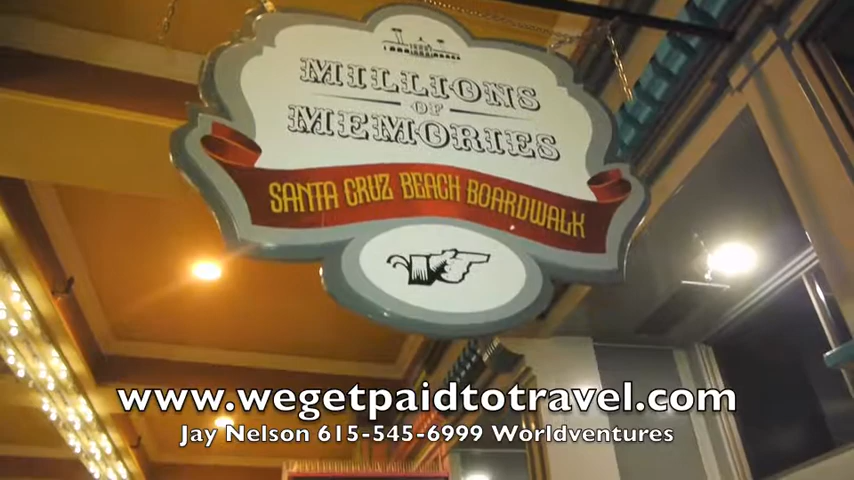 MILLIONS
OF
MEMORIES
SANTA CRUZ BEACH BOARDWALK
www.wegetpaidtotravel.com
Jay Nelson 615-545-6999 Worldventures